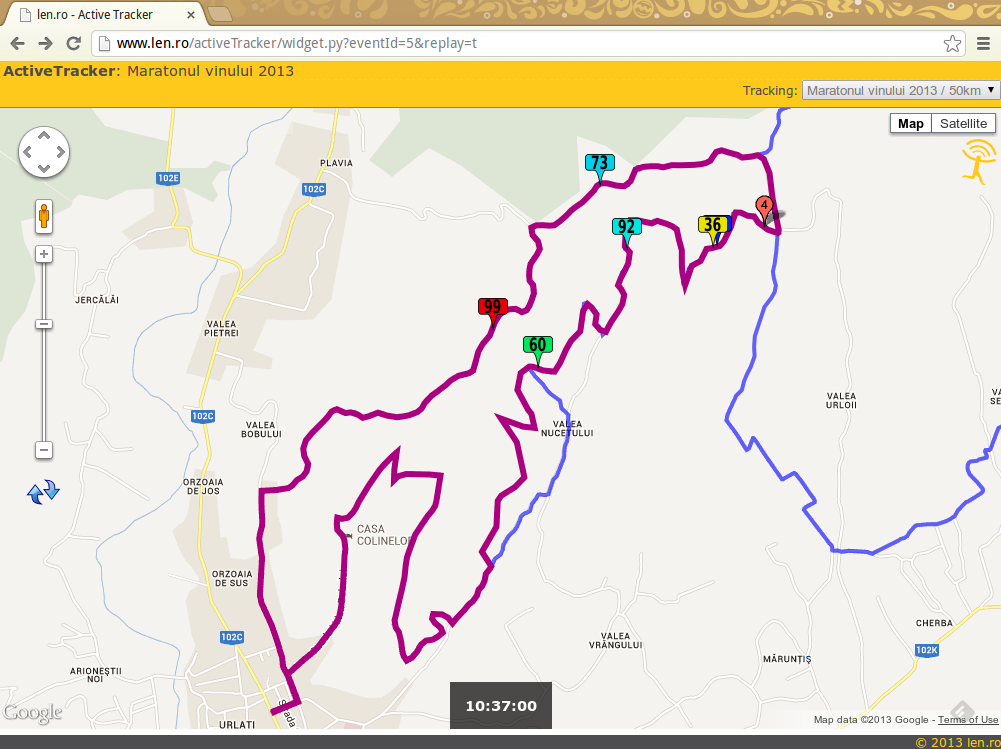 len.ro - Active Tracker
www.len.ro/activeTracker/widget.py?eventId=5&replay=t
ActiveTracker: Maratonul vinului 2013
Tracking: Maratonul vinului 2013 / 50km
Map Satellite
PLAVIA
73
102E
102C
4
92
36
JERCĂLĂI
99
VALEA
PIETREI
60
VALEA
URLOII
VA
SE
102C
VALEA
BOBULUI
VALEA
NUCETULUI
ORZOAIA
DE JOS
CASA
COLINELOR
ORZOAIA
DE SUS
CHERBA
102C
VALEA
VRÂNGULUI
102K
MĂRUNȚIȘ
ARIONEȘTII
NOI
Strada
10:37:00
Google
URLATI
Map data ©2013 Google - Terms of Use
© 2013 len.ro